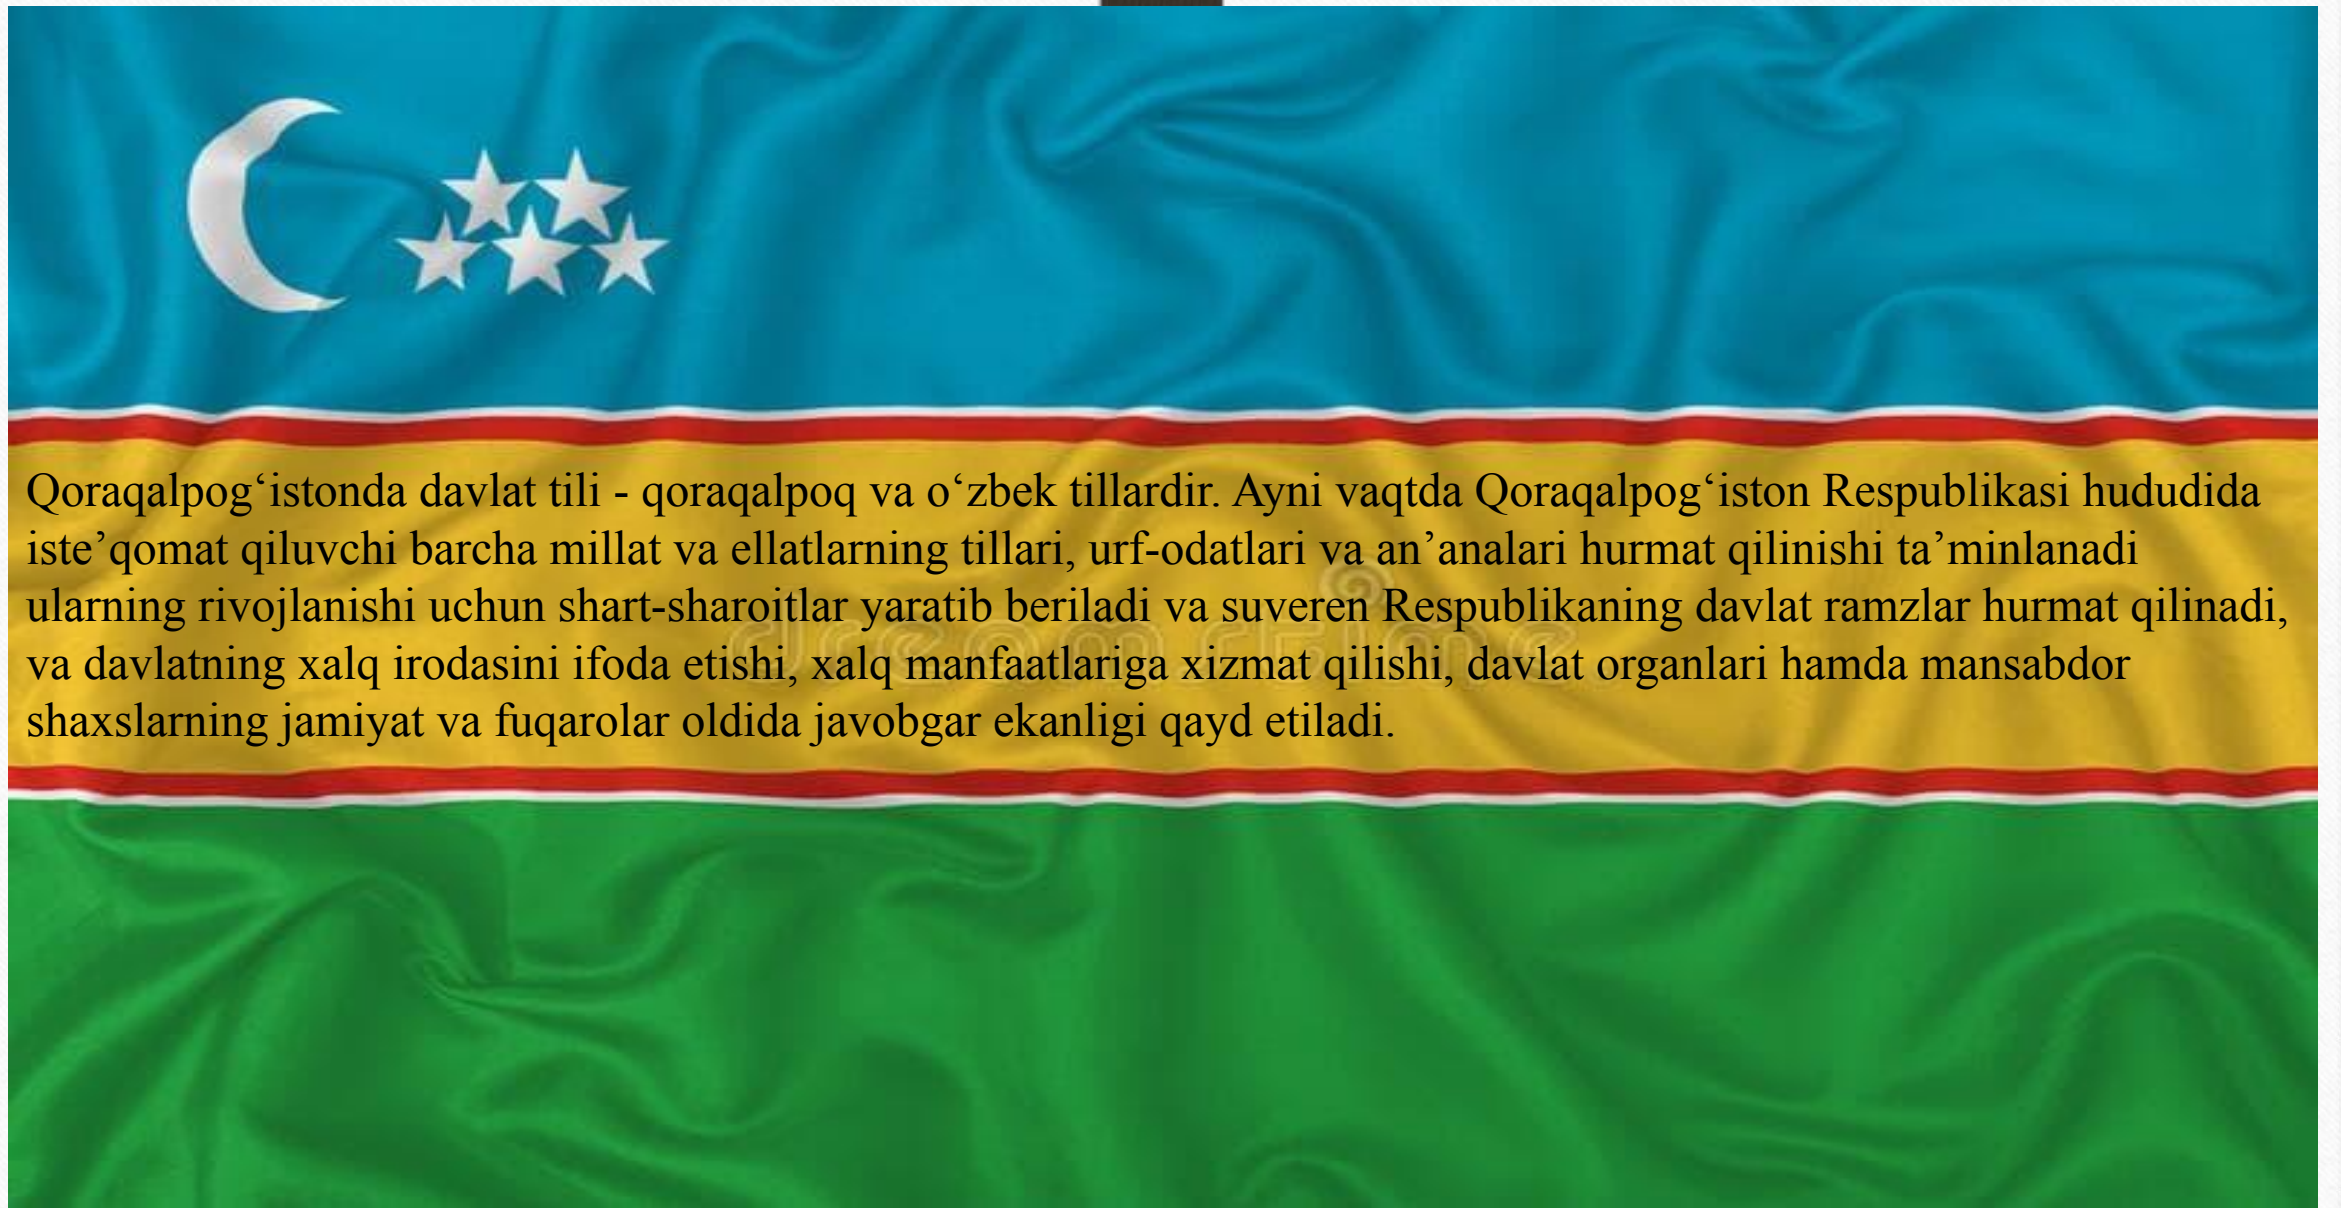 Qoraqalpog‘istonda davlat tili - qoraqalpoq va o‘zbek tillardir. Ayni vaqtda Qoraqalpog‘iston Respublikasi hududida
iste’qomat qiluvchi barcha millat va ellatlarning tillari, urf-odatlari va an’analari hurmat qilinishi ta’minlanadi
ularning rivojlanishi uchun shart-sharoitlar yaratib beriladi va suveren Respublikaning davlat ramzlar hurmat qilinadi,
va davlatning xalq irodasini ifoda etishi, xalq manfaatlariga xizmat qilishi, davlat organlari hamda mansabdor
shaxslarning jamiyat va fuqarolar oldida javobgar ekanligi qayd etiladi.
dreamstime